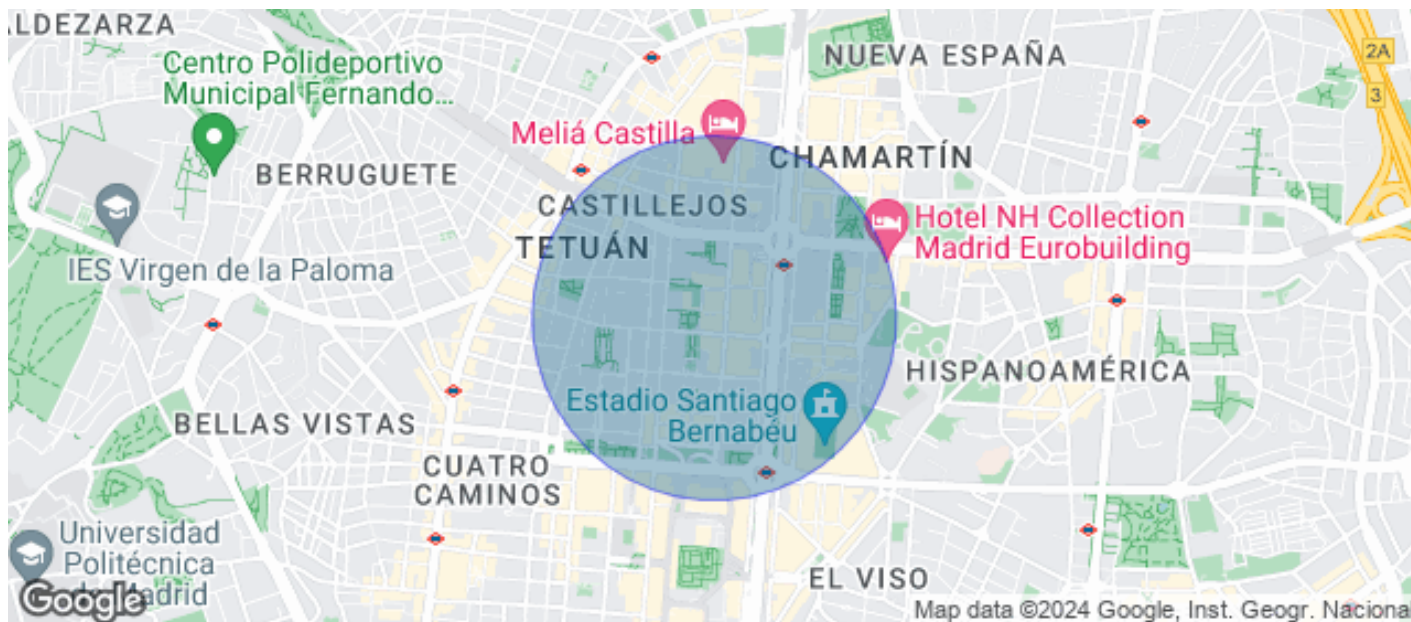 ALDEZARZA
NUEVA ESPAÑA
2A
3
Centro Polideportivo
Municipal Fernando...
Meliá Castilla
CHAMARTÍN
BERRUGUETE
CASTILLEJOS
Hotel NH Collection
Madrid Eurobuilding
TETUÁN
IES Virgen de la Paloma
HISPANOAMÉRICA
Estadio Santiago
Bernabéu
BELLAS VISTAS
CUATRO
CAMINOS
Universidad
Politécnica
de Madrid
EL VISO
Google
Map data ©2024 Google, Inst. Geogr. Naciona